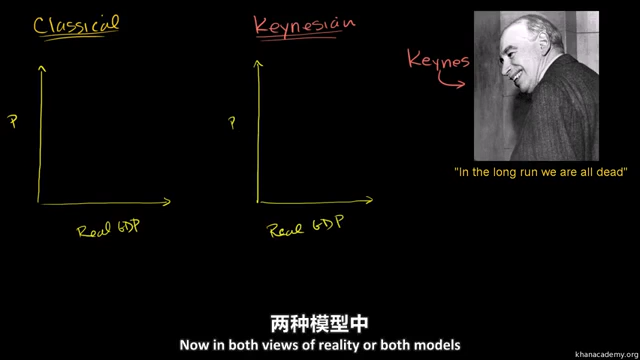 Classical
Keynesian
Keynes
P
P
Real GDP
Real GDP
"In the long run we are all dead"
两种模型中
Now in both views of reality or both models
khanacademy.org